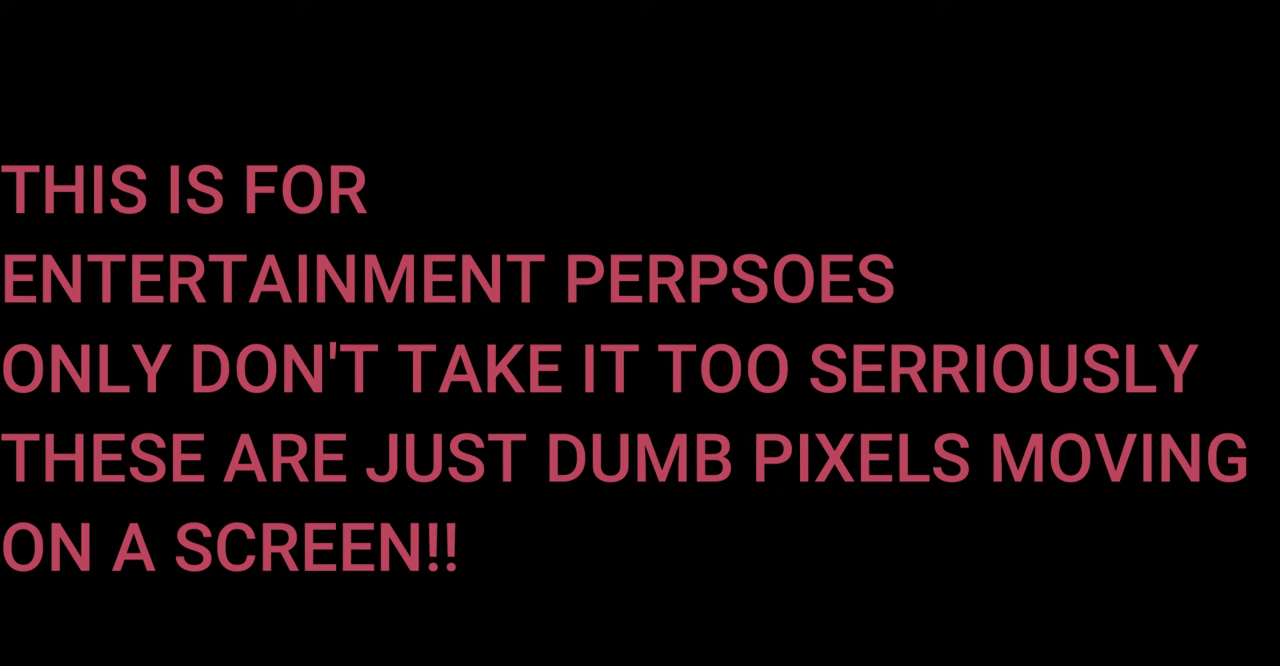 THIS IS FOR
ENTERTAINMENT PERPSOES
ONLY DON'T TAKE IT TOO SERRIOUSLY
THESE ARE JUST DUMB PIXELS MOVING
ON A SCREEN!!